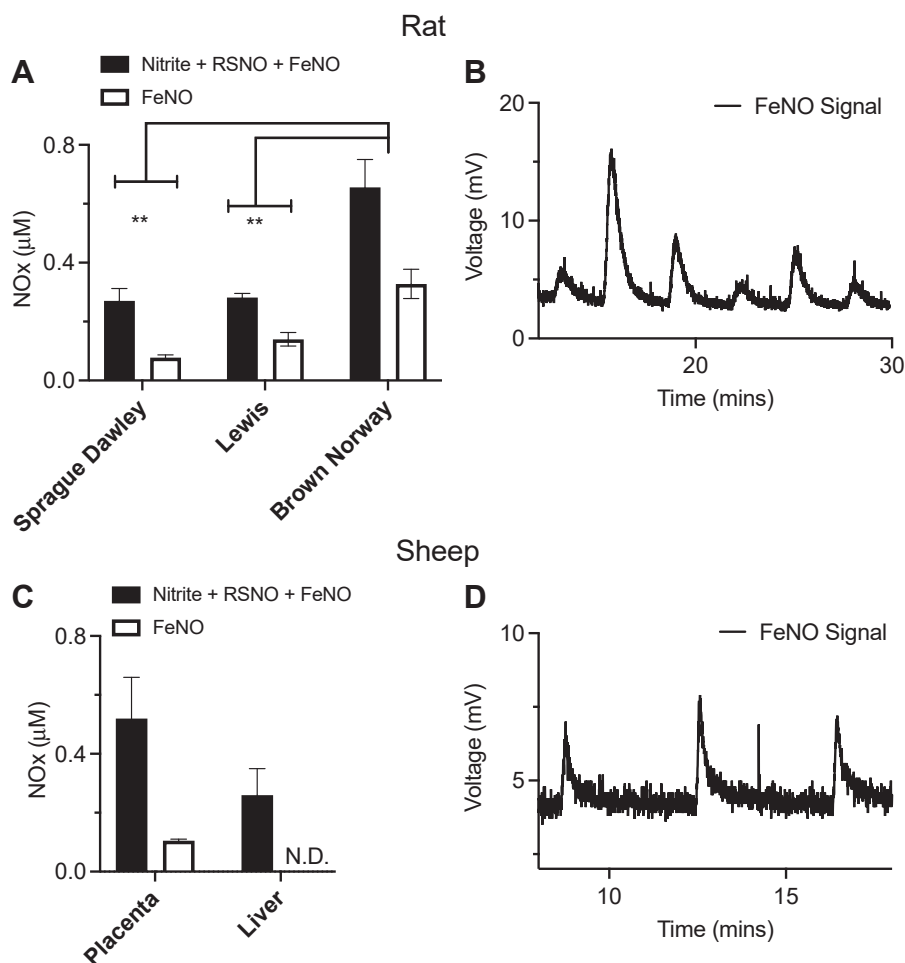 Rat
A
Nitrite + RSNO + FeNO
FeNO
NOx (μM)
0.8
0.4
0.0
**
**
Sprague Dawley
Lewis
Brown Norway
B
FeNO Signal
Voltage (mV)
20
10
0
20
30
Time (mins)
Sheep
C
Nitrite + RSNO + FeNO
FeNO
NOx (μM)
0.8
0.4
0.0
N.D.
Placenta
Liver
D
FeNO Signal
Voltage (mV)
10
5
10
15
Time (mins)